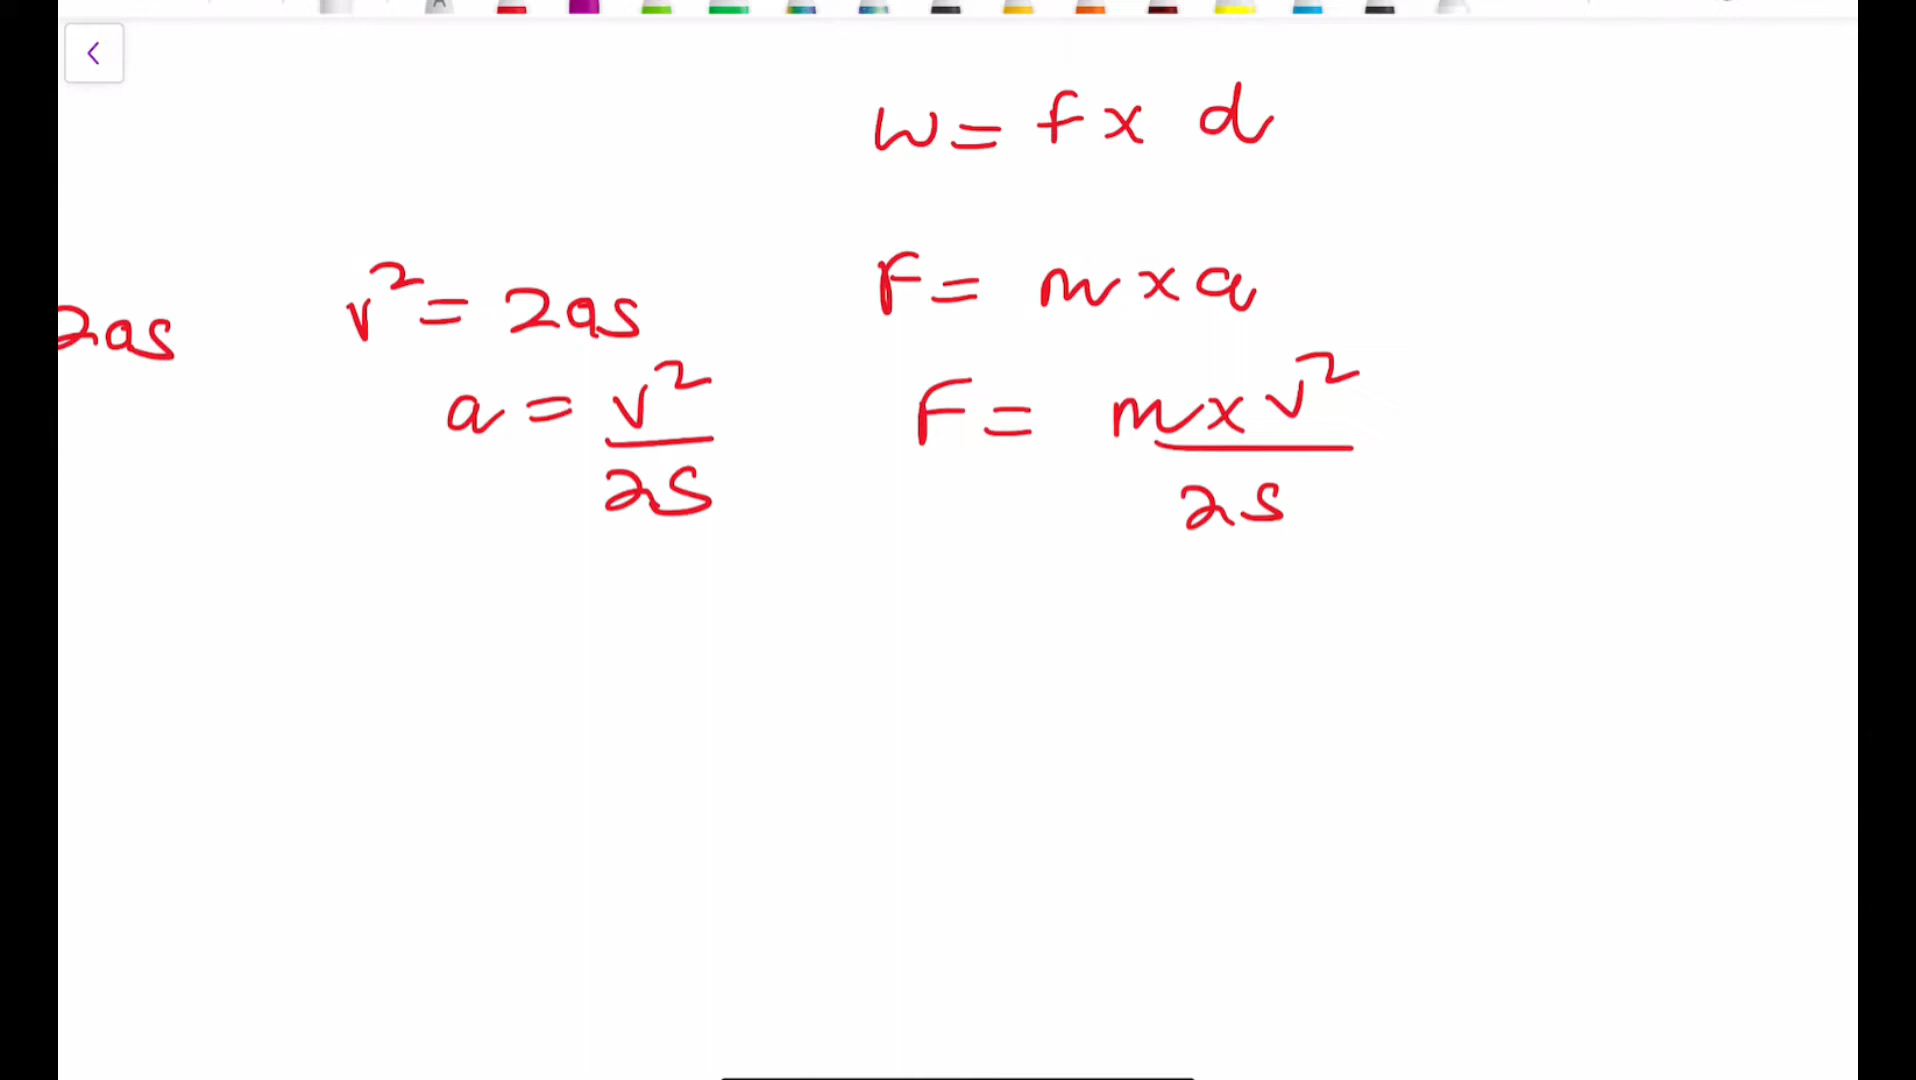 w = f x d
2as
v² = 2as
a = v²/2s
F = m x a
F = m x v²/2s